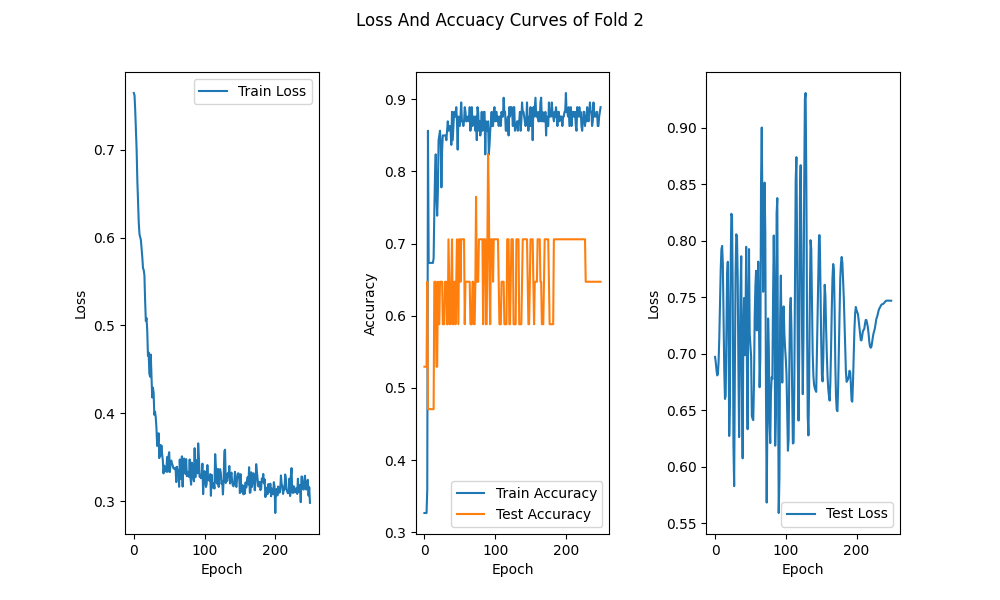 Loss And Accuacy Curves of Fold 2
Train Loss
0.7
0.6
0.5
0.4
0.3
Loss
0
100
200
Epoch
0.9
0.8
0.7
0.6
0.5
0.4
0.3
Accuracy
Train Accuracy
Test Accuracy
0
100
200
Epoch
0.90
0.85
0.80
0.75
0.70
0.65
0.60
0.55
Loss
Test Loss
0
100
200
Epoch